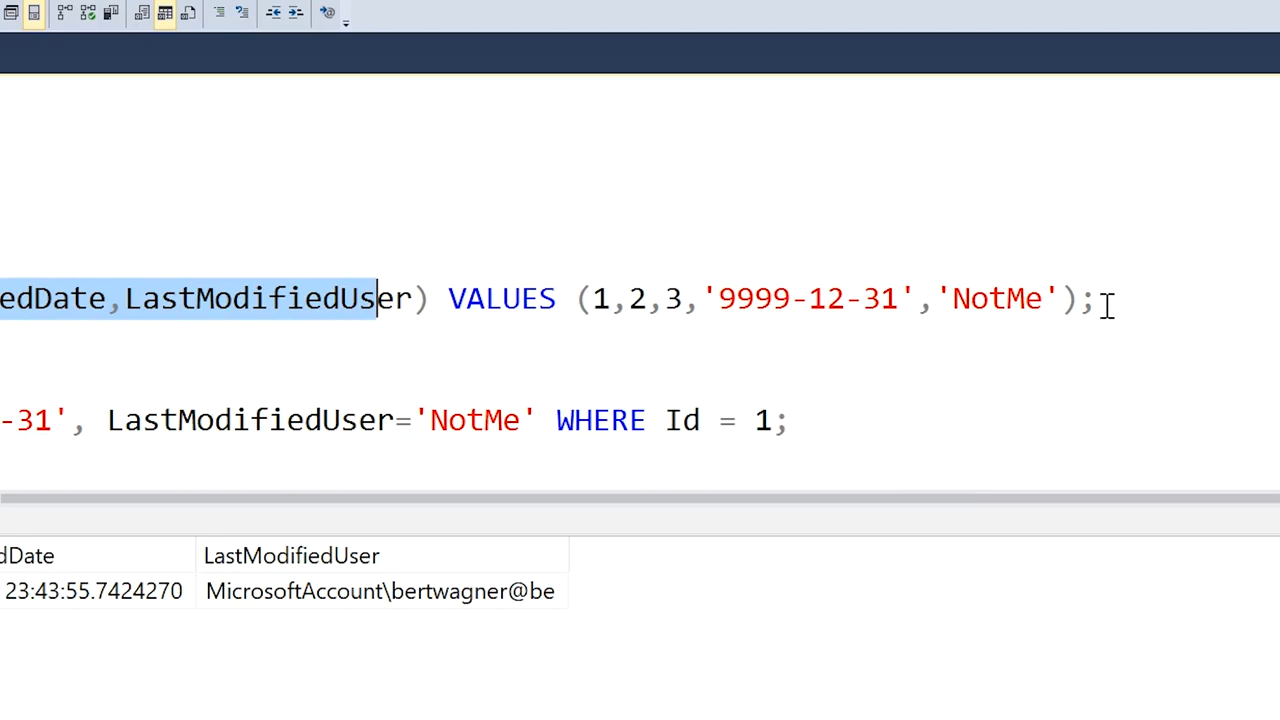 edDate,LastModifiedUser) VALUES (1,2,3,'9999-12-31','NotMe');
-31', LastModifiedUser='NotMe' WHERE Id = 1;
dDate LastModifiedUser
23:43:55.7424270 MicrosoftAccount\bertwagner@be